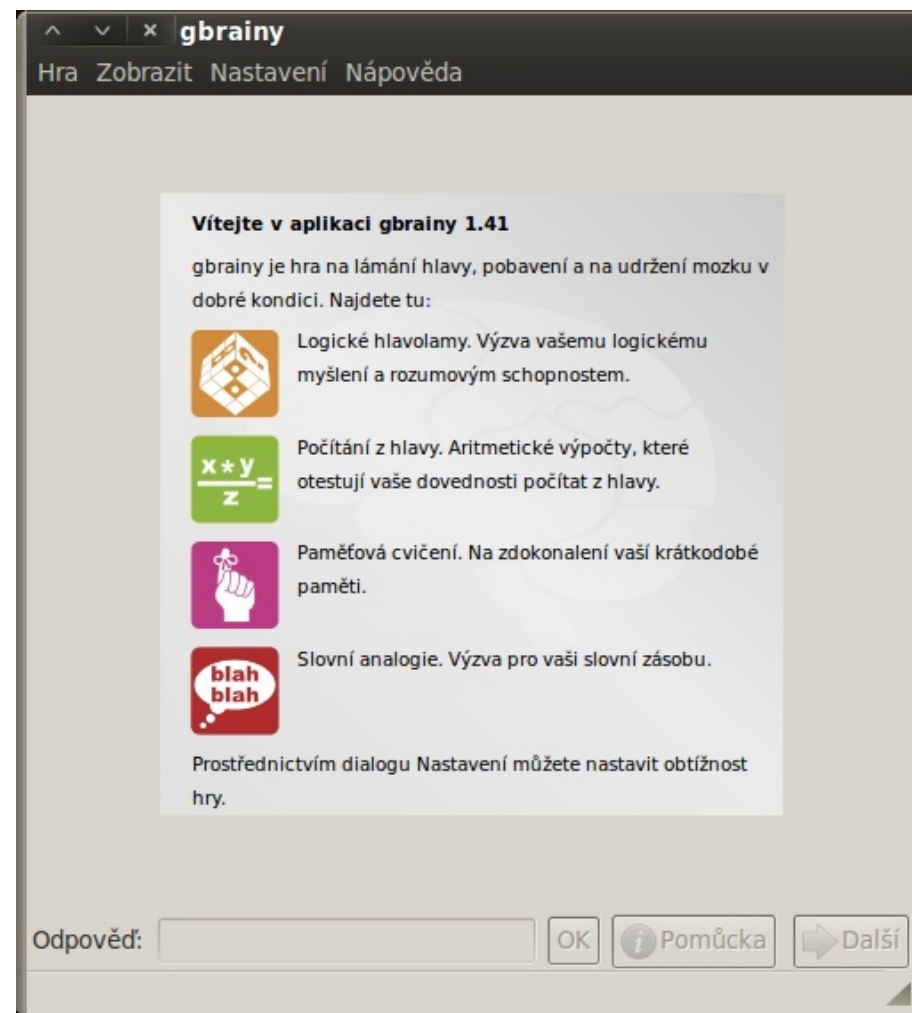 gbrainy
Hra Zobrazit Nastavení Nápověda
Vítejte v aplikaci gbrainy 1.41
gbrainy je hra na lámání hlavy, pobavení a na udržení mozku v
dobré kondici. Najdete tu:
Logické hlavolamy. Výzva vašemu logickému
myšlení a rozumovým schopnostem.
Počítání z hlavy. Aritmetické výpočty, které
otestují vaše dovednosti počítat z hlavy.
x*y
=
z
Paměťová cvičení. Na zdokonalení vaší krátkodobé
paměti.
Slovní analogie. Výzva pro vaši slovní zásobu.
blah
blah
Prostřednictvím dialogu Nastavení můžete nastavit obtížnost
hry.
Odpověď: OK Pomůcka Další